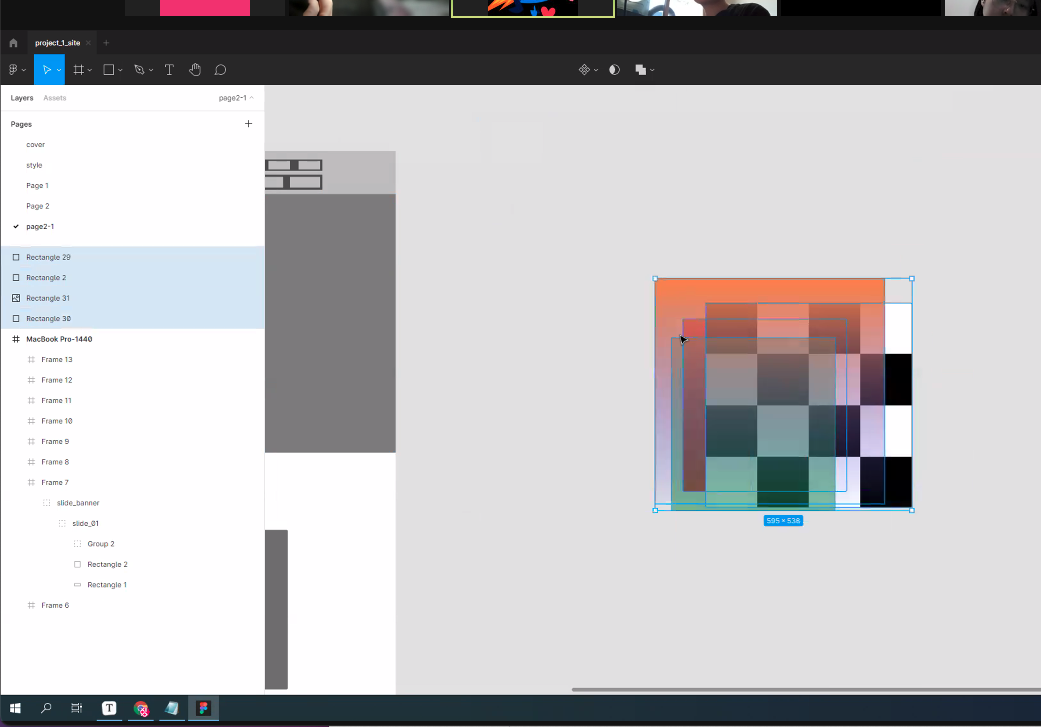 project_1_site
Layers
Assets
page2-1
Pages
cover
style
Page 1
Page 2
page2-1
Rectangle 29
Rectangle 2
Rectangle 31
Rectangle 30
MacBook Pro-1440
Frame 13
Frame 12
Frame 11
Frame 10
Frame 9
Frame 8
Frame 7
slide_banner
slide_01
Group 2
Rectangle 2
Rectangle 1
Frame 6
595 × 538